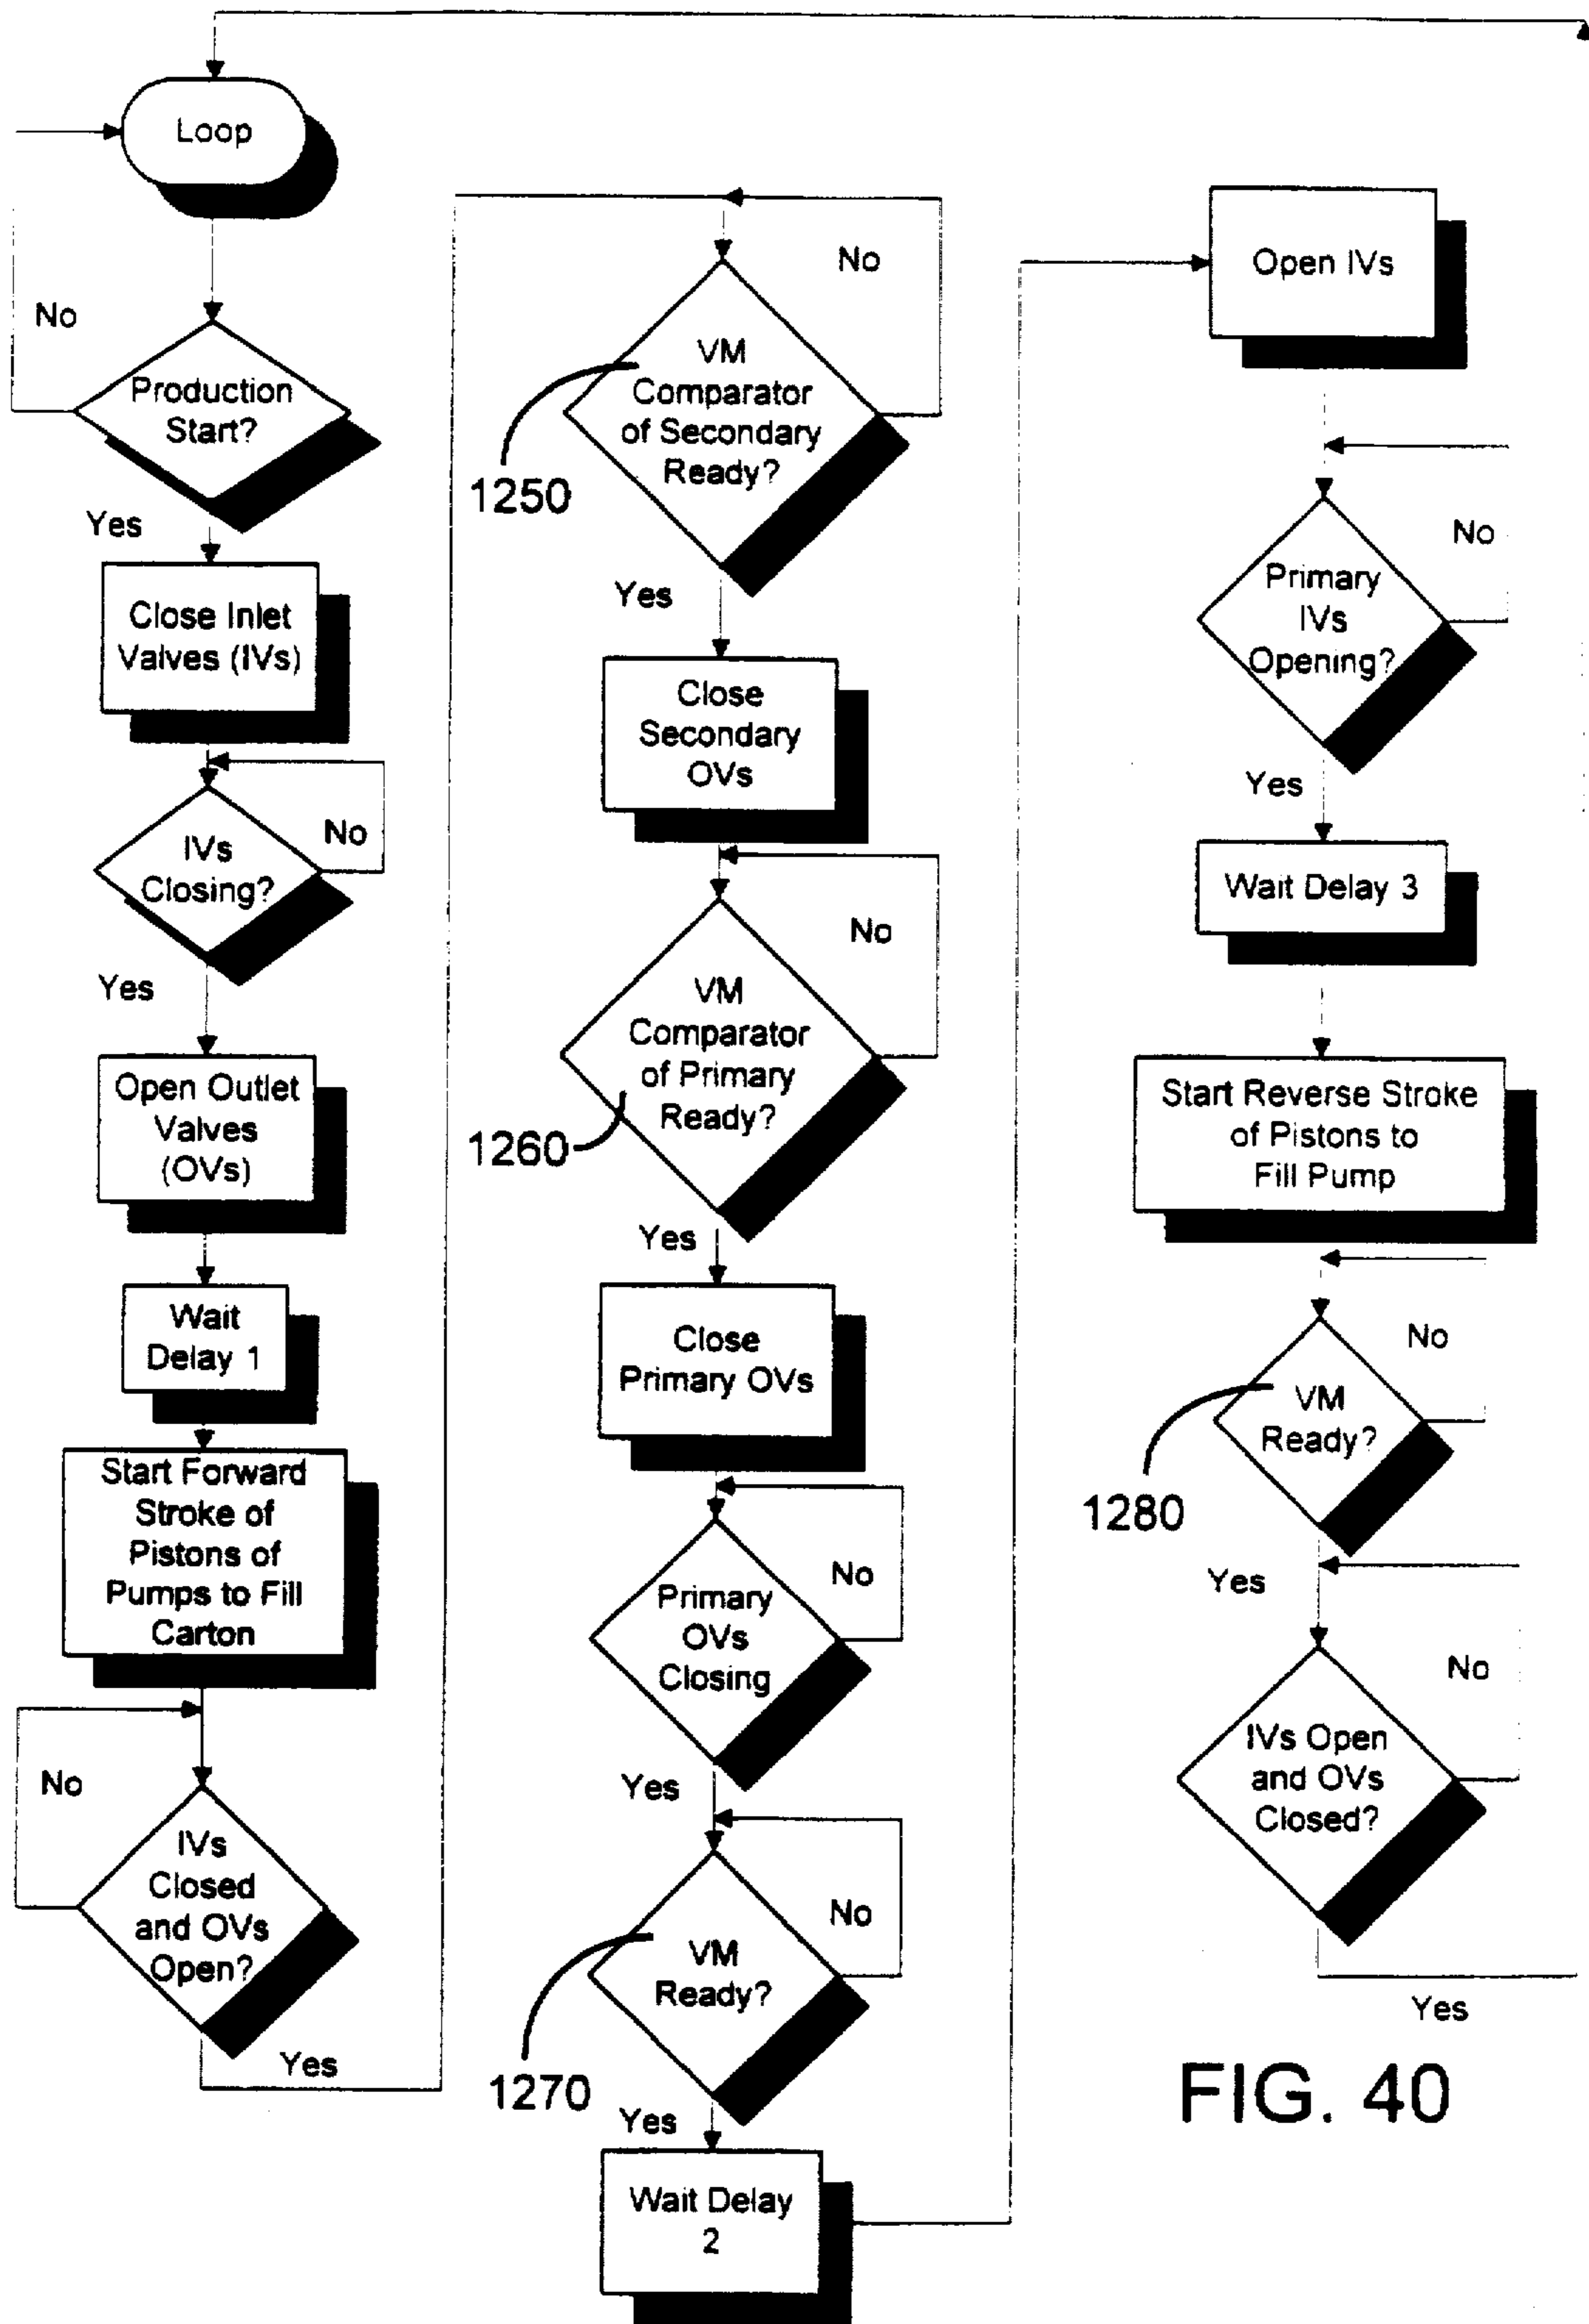 Loop
No
Production
Start?
Yes
Close Inlet
Valves (IVs)
IVs
Closing?
No
Yes
Open Outlet
Valves
(OVs)
Wait
Delay 1
Start Forward
Stroke of
Pistons of
Pumps to Fill
Carton
No
IVs
Closed
and OVs
Open?
Yes
No
VM
Comparator
of Secondary
Ready?
1250
Yes
Close
Secondary
OVs
No
VM
Comparator
of Primary
Ready?
1260
Yes
Close
Primary OVs
No
Primary
OVs
Closing
Yes
No
VM
Ready?
1270
Yes
Wait Delay
2
Open IVs
No
Primary
IVs
Opening?
Yes
Wait Delay 3
Start Reverse Stroke
of Pistons to
Fill Pump
No
VM
Ready?
1280
Yes
No
IVs Open
and OVs
Closed?
Yes
FIG. 40